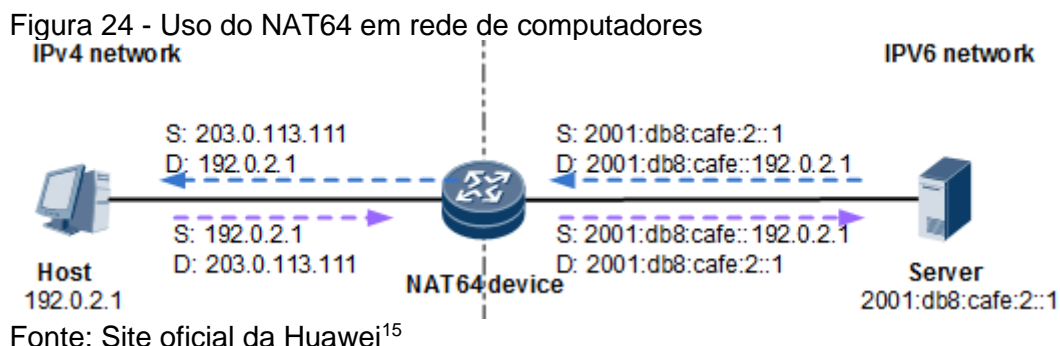 Figura 24 - Uso do NAT64 em rede de computadores
IPv4 network
IPV6 network
S: 203.0.113.111
D: 192.0.2.1
S: 2001:db8:cafe:2::1
D: 2001:db8:cafe::192.0.2.1
S: 192.0.2.1
D: 203.0.113.111
S: 2001:db8:cafe::192.0.2.1
D: 2001:db8:cafe:2::1
Host
192.0.2.1
NAT64 device
Server
2001:db8:cafe:2::1
Fonte: Site oficial da Huawei¹⁵